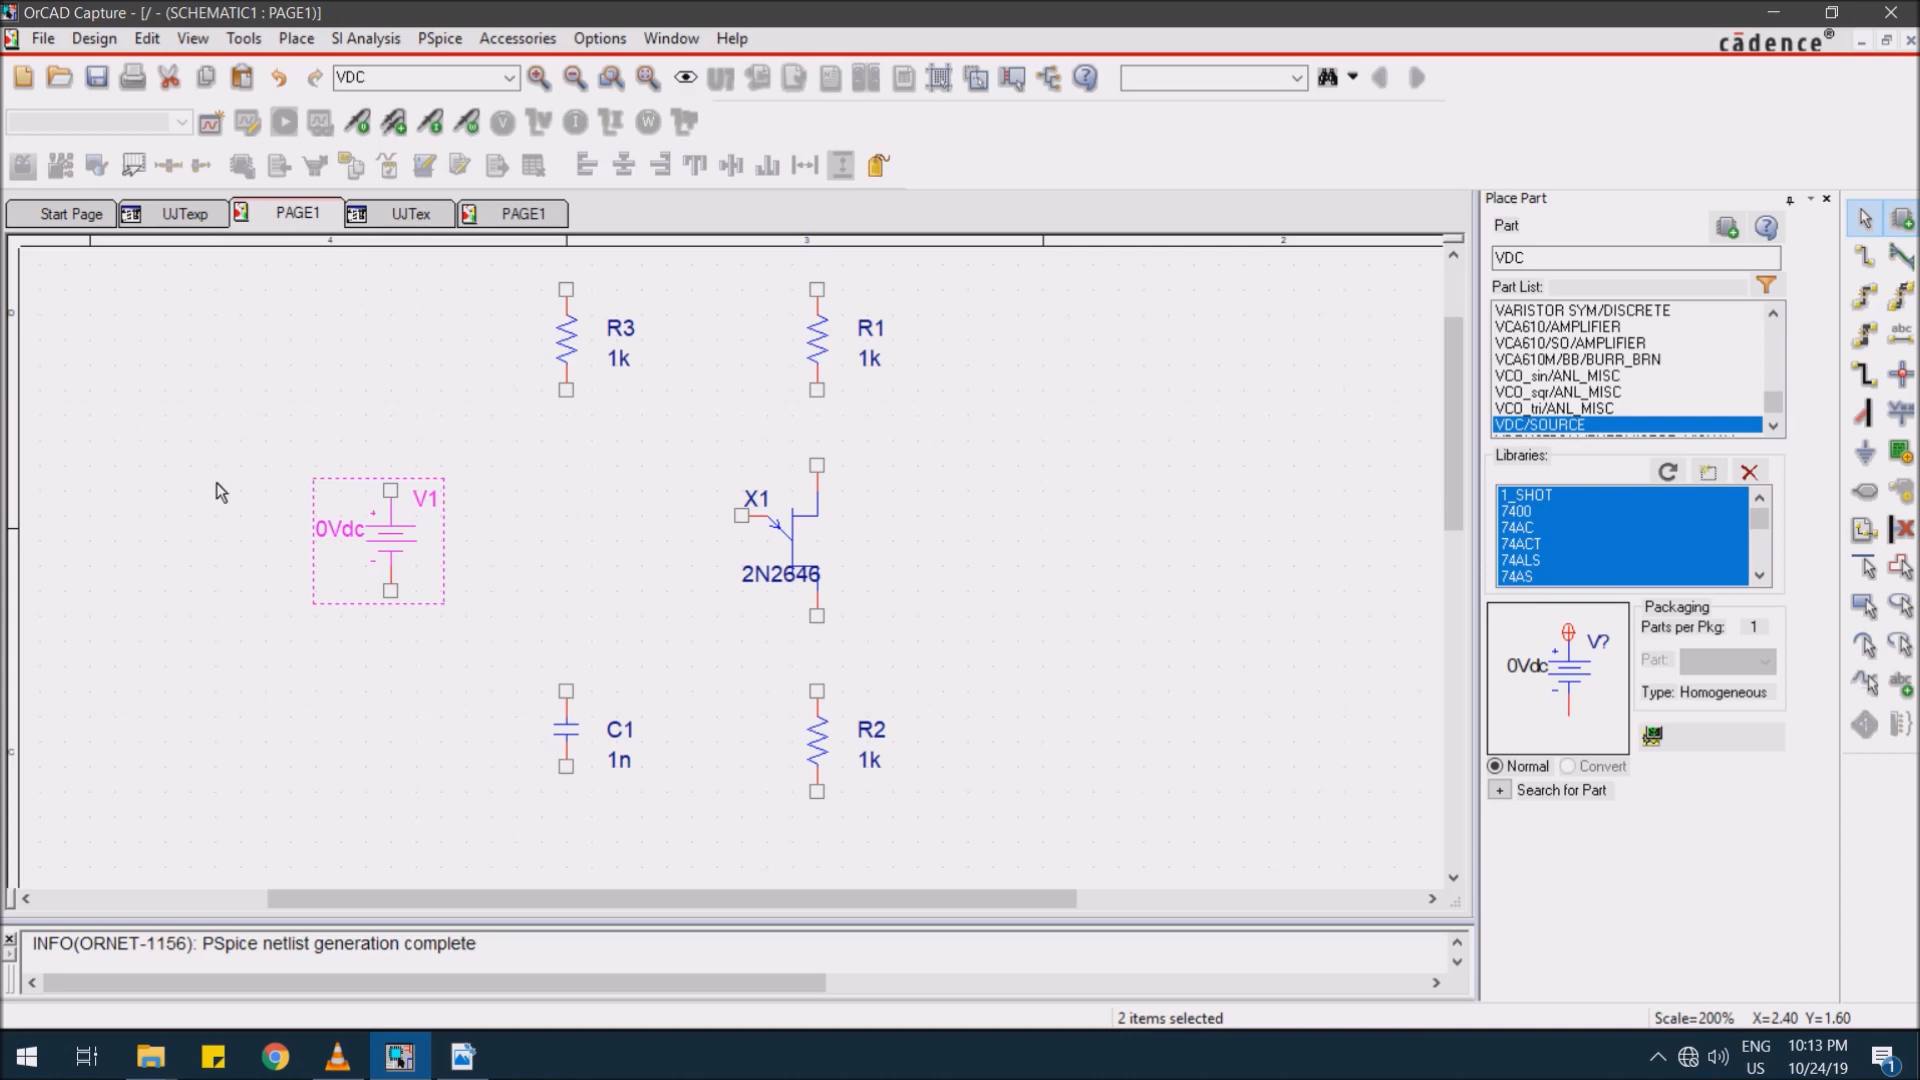 OrCAD Capture - [/ - (SCHEMATIC1 : PAGE1)]
File Design Edit View Tools Place SI Analysis PSpice Accessories Options Window Help
cādence®
VDC
Start Page UJTexp PAGE1 UJTex PAGE1
4 3 2
R3
1k
R1
1k
V1
0Vdc
+
-
X1
2N2646
C1
1n
R2
1k
D
C
Place Part
Part
VDC
Part List:
VARISTOR SYM/DISCRETE
VCA610/AMPLIFIER
VCA610/SO/AMPLIFIER
VCA610M/BB/BURR_BRN
VCO_sin/ANL_MISC
VCO_sqr/ANL_MISC
VCO_tri/ANL_MISC
VDC/SOURCE
Libraries:
1_SHOT
7400
74AC
74ACT
74ALS
74AS
V?
0Vdc
+
-
Packaging
Parts per Pkg: 1
Part:
Type: Homogeneous
Normal Convert
+ Search for Part
INFO(ORNET-1156): PSpice netlist generation complete
2 items selected
Scale=200% X=2.40 Y=1.60
ENG
US
10:13 PM
10/24/19
1